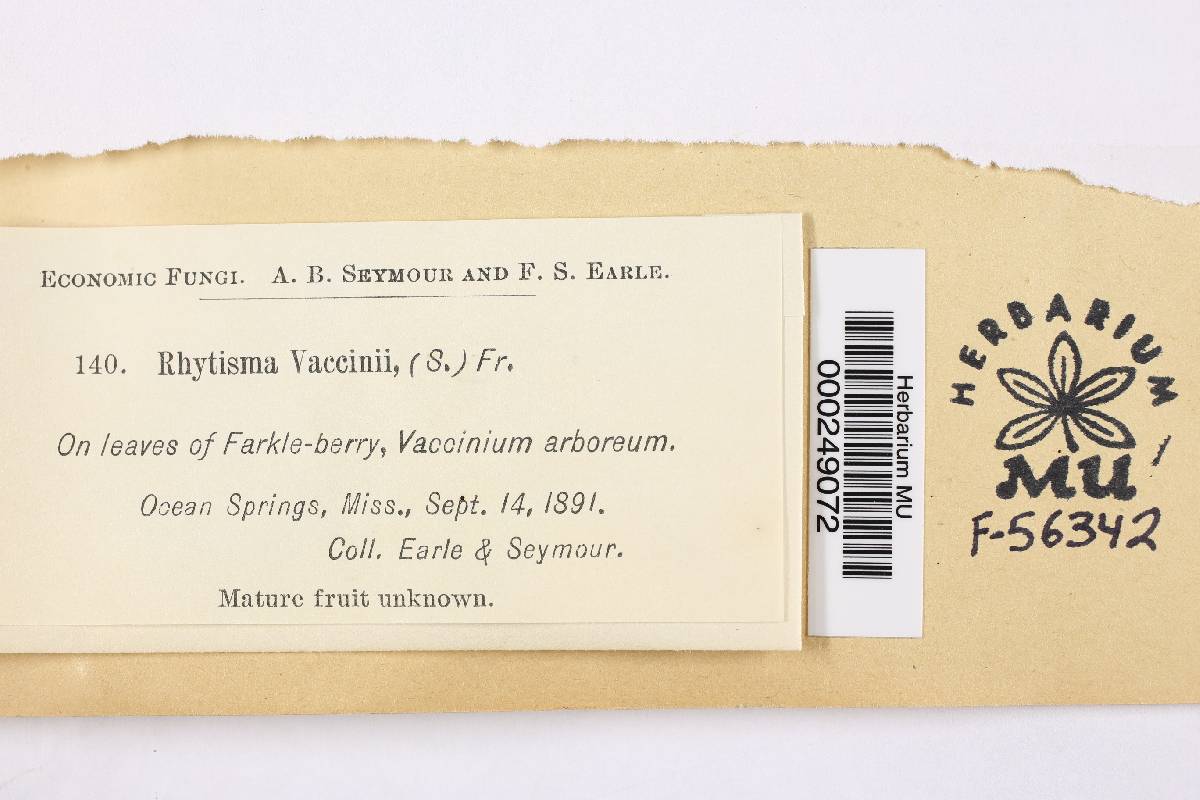 ECONOMIC FUNGI. A. B. SEYMOUR AND F. S. EARLE.
140. Rhytisma Vaccinii, (S.) Fr.
On leaves of Farkle-berry, Vaccinium arboreum.
Ocean Springs, Miss., Sept. 14, 1891.
Coll. Earle & Seymour.
Mature fruit unknown.
Herbarium MU
000249072
HERBARIUM
MU
F-56342